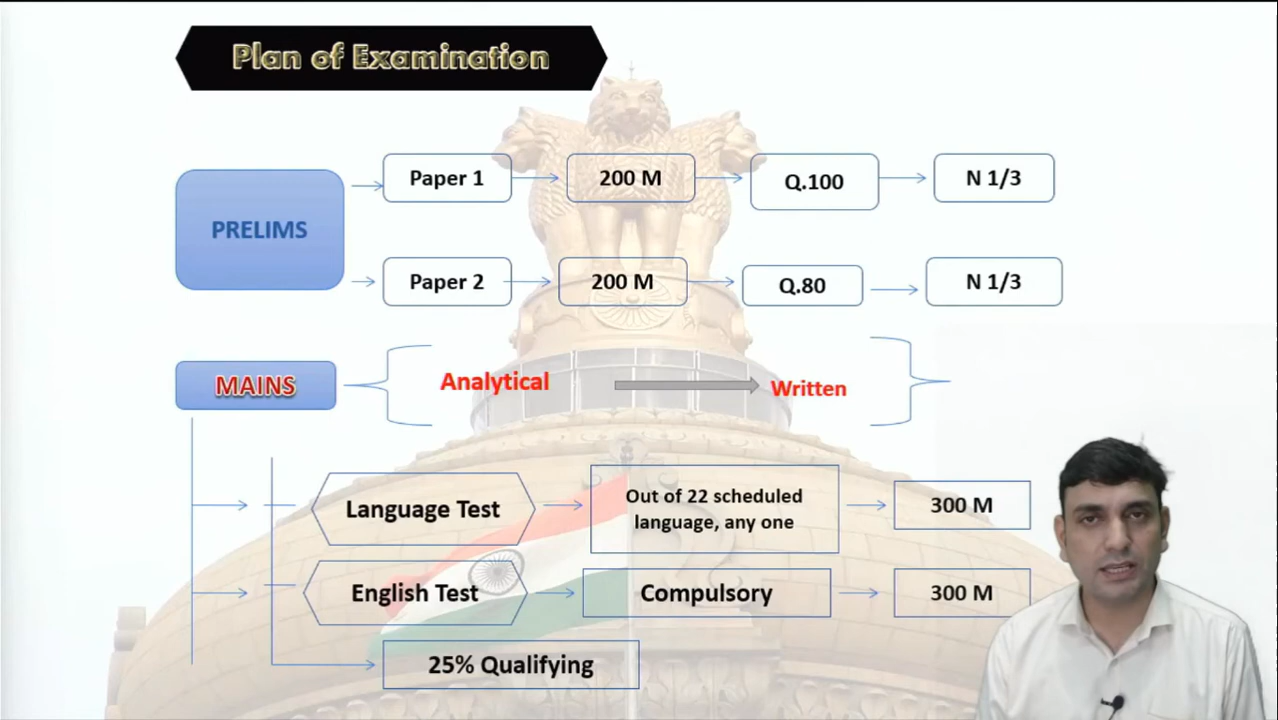 Plan of Examination
PRELIMS
Paper 1
200 M
Q.100
N 1/3
Paper 2
200 M
Q.80
N 1/3
MAINS
Analytical
Written
Language Test
Out of 22 scheduled
language, any one
300 M
English Test
Compulsory
300 M
25% Qualifying